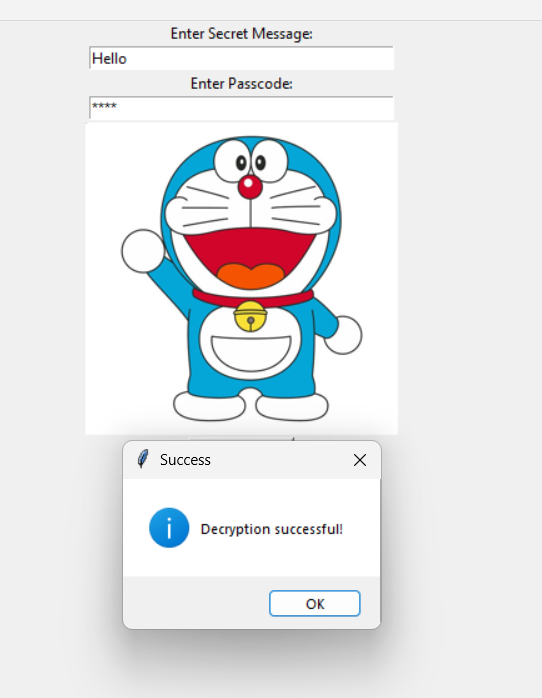 Enter Secret Message:
Hello
Enter Passcode:
****
Success
Decryption successful!
OK